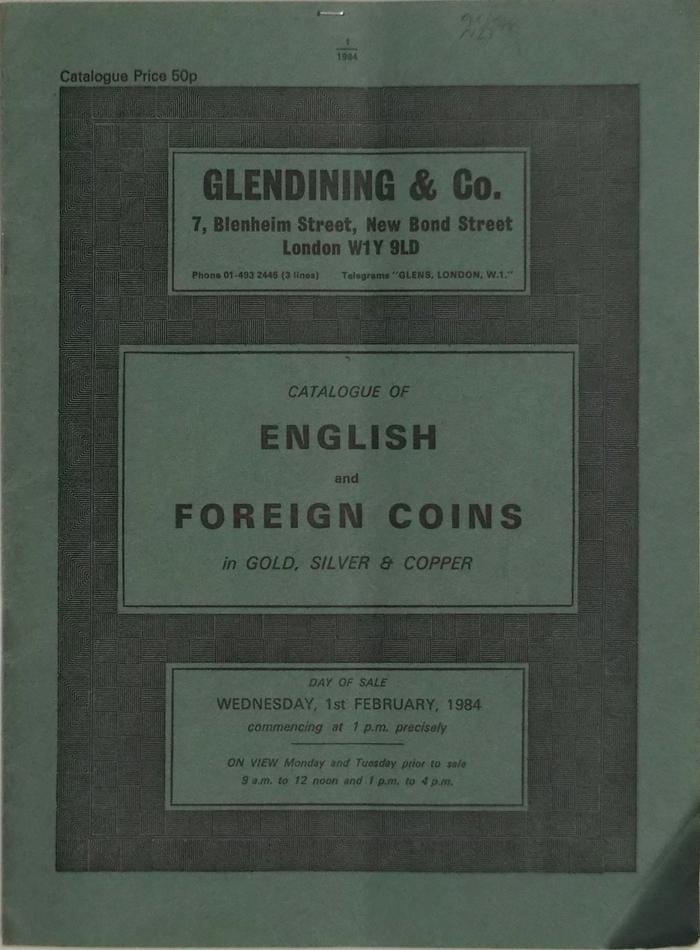 1
1984
Catalogue Price 50p
GLENDINING & Co.
7, Blenheim Street, New Bond Street
London W1Y 9LD
Phone 01-493 2445 (3 lines) Telegrams "GLENS, LONDON, W.1."
CATALOGUE OF
ENGLISH
and
FOREIGN COINS
in GOLD, SILVER & COPPER
DAY OF SALE
WEDNESDAY, 1st FEBRUARY, 1984
commencing at 1 p.m. precisely
ON VIEW Monday and Tuesday prior to sale
9 a.m. to 12 noon and 1 p.m. to 4 p.m.